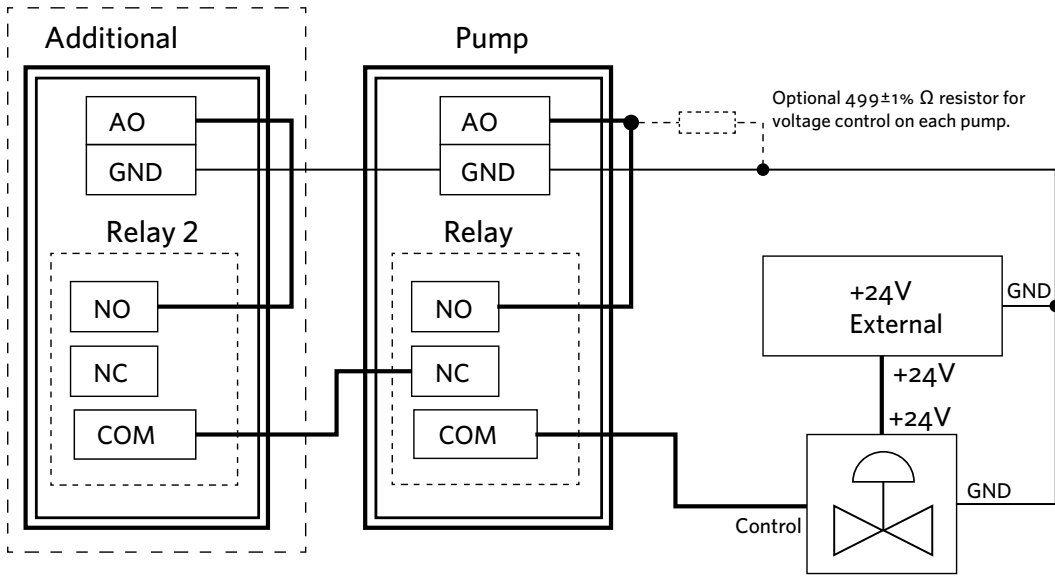 Additional
Pump
AO
GND
AO
GND
Optional 499±1% Ω resistor for
voltage control on each pump.
Relay 2
Relay
NO
NC
COM
NO
NC
COM
+24V
External
GND
+24V
+24V
GND
Control